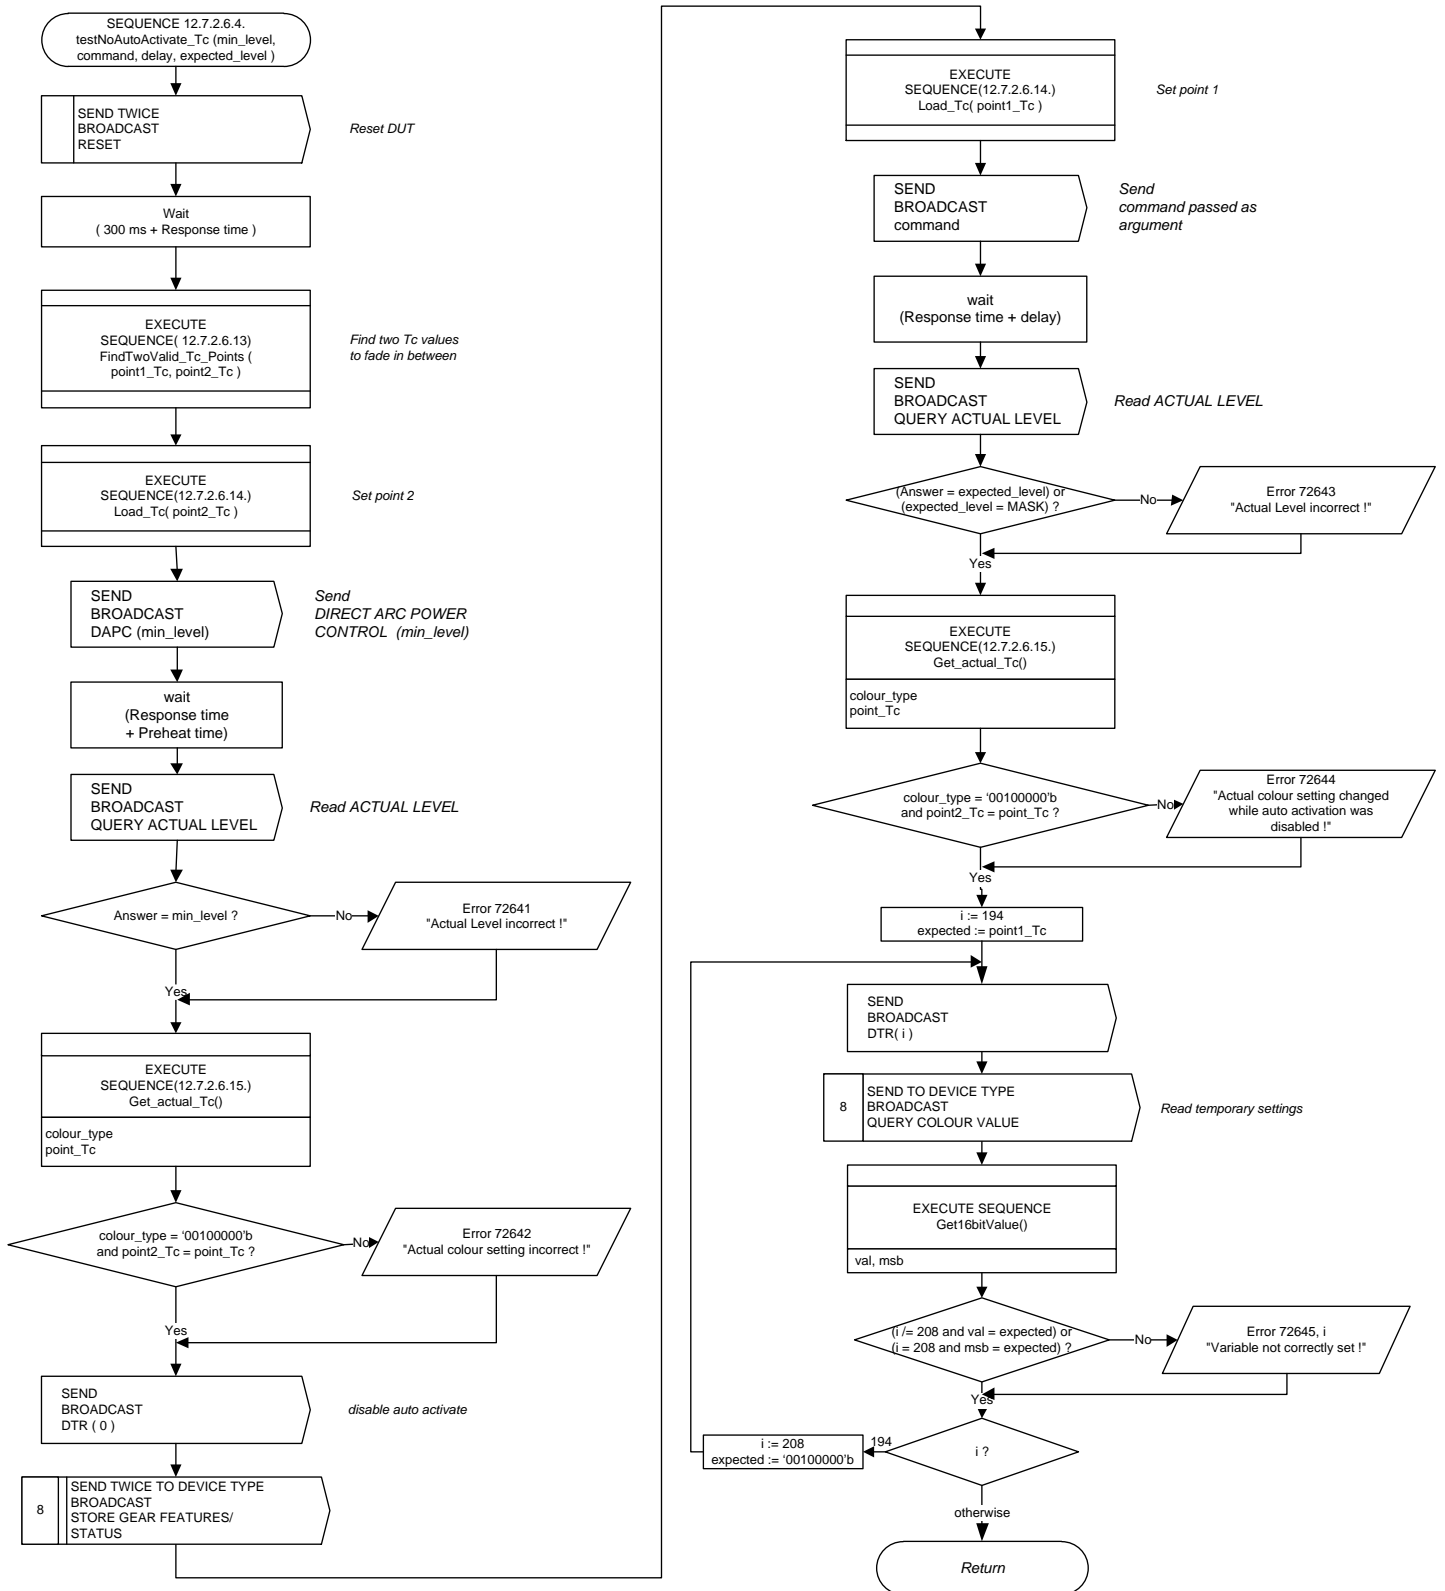 SEQUENCE 12.7.2.6.4.
testNoAutoActivate_Tc (min_level,
command, delay, expected_level )
SEND TWICE
BROADCAST
RESET
Reset DUT
Wait
( 300 ms + Response time )
EXECUTE
SEQUENCE( 12.7.2.6.13)
FindTwoValid_Tc_Points (
point1_Tc, point2_Tc )
Find two Tc values
to fade in between
EXECUTE
SEQUENCE(12.7.2.6.14.)
Load_Tc( point2_Tc )
Set point 2
SEND
BROADCAST
DAPC (min_level)
Send
DIRECT ARC POWER
CONTROL (min_level)
wait
(Response time
+ Preheat time)
SEND
BROADCAST
QUERY ACTUAL LEVEL
Read ACTUAL LEVEL
Answer = min_level ?
No
Error 72641
"Actual Level incorrect !"
Yes
EXECUTE
SEQUENCE(12.7.2.6.15.)
Get_actual_Tc()
colour_type
point_Tc
colour_type = '00100000'b
and point2_Tc = point_Tc ?
No
Error 72642
"Actual colour setting incorrect !"
Yes
SEND
BROADCAST
DTR ( 0 )
disable auto activate
8
SEND TWICE TO DEVICE TYPE
BROADCAST
STORE GEAR FEATURES/
STATUS
EXECUTE
SEQUENCE(12.7.2.6.14.)
Load_Tc( point1_Tc )
Set point 1
SEND
BROADCAST
command
Send
command passed as
argument
wait
(Response time + delay)
SEND
BROADCAST
QUERY ACTUAL LEVEL
Read ACTUAL LEVEL
(Answer = expected_level) or
(expected_level = MASK) ?
No
Error 72643
"Actual Level incorrect !"
Yes
EXECUTE
SEQUENCE(12.7.2.6.15.)
Get_actual_Tc()
colour_type
point_Tc
colour_type = '00100000'b
and point2_Tc = point_Tc ?
No
Error 72644
"Actual colour setting changed
while auto activation was
disabled !"
Yes
i := 194
expected := point1_Tc
SEND
BROADCAST
DTR( i )
8
SEND TO DEVICE TYPE
BROADCAST
QUERY COLOUR VALUE
Read temporary settings
EXECUTE SEQUENCE
Get16bitValue()
val, msb
(i /= 208 and val = expected) or
(i = 208 and msb = expected) ?
No
Error 72645, i
"Variable not correctly set !"
Yes
i ?
194
i := 208
expected := '00100000'b
otherwise
Return